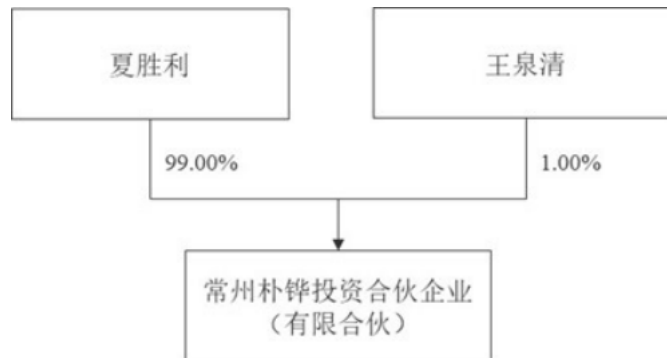 夏胜利
王泉清
99.00%
1.00%
常州朴铧投资合伙企业
（有限合伙）